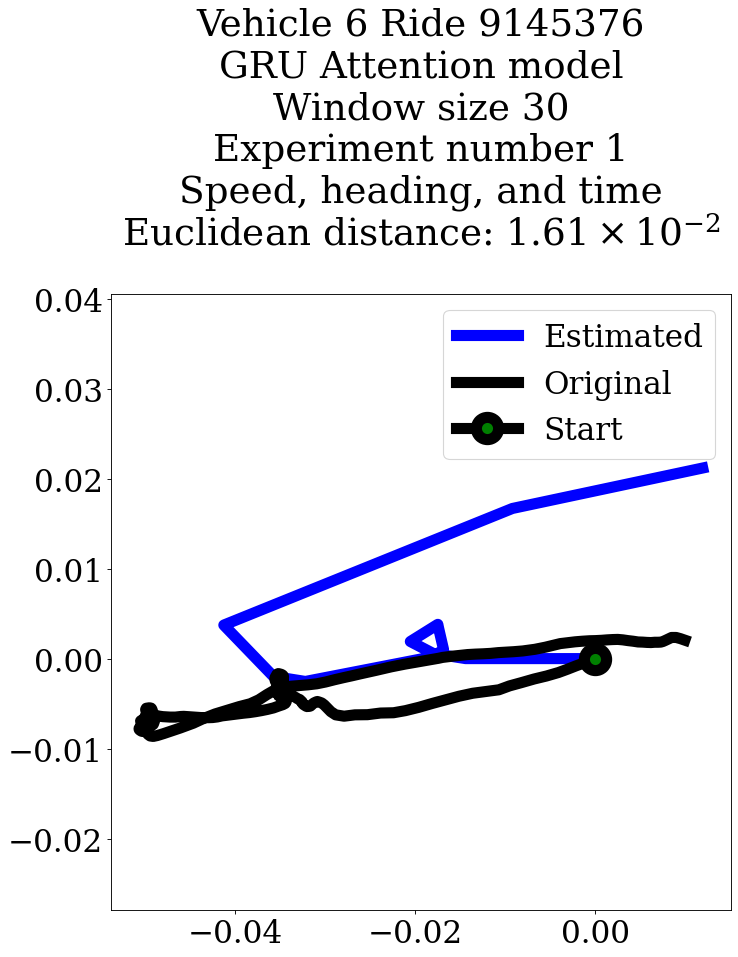 Vehicle 6 Ride 9145376
GRU Attention model
Window size 30
Experiment number 1
Speed, heading, and time
Euclidean distance: 1.61 × 10⁻²
0.04
0.03
0.02
0.01
0.00
−0.01
−0.02
Estimated
Original
Start
−0.04 −0.02 0.00